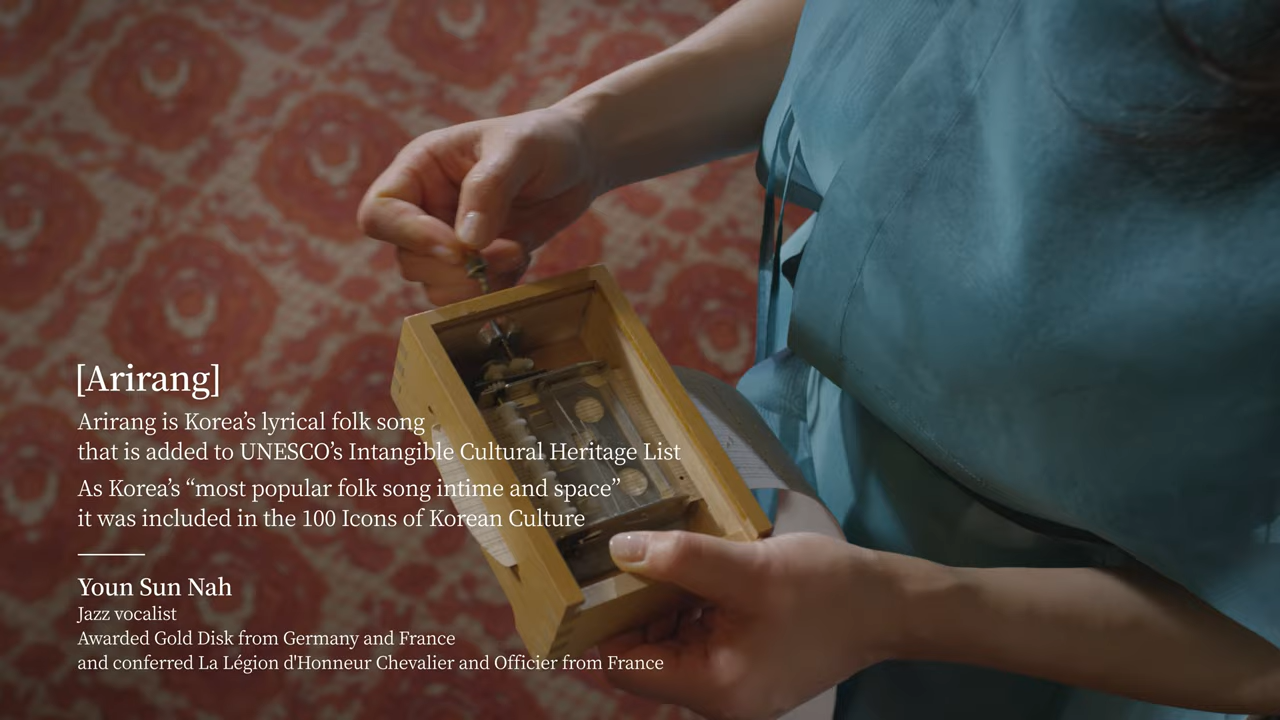 [Arirang]
Arirang is Korea’s lyrical folk song
that is added to UNESCO’s Intangible Cultural Heritage List
As Korea’s “most popular folk song intime and space”
it was included in the 100 Icons of Korean Culture
Youn Sun Nah
Jazz vocalist
Awarded Gold Disk from Germany and France
and conferred La Légion d'Honneur Chevalier and Officier from France